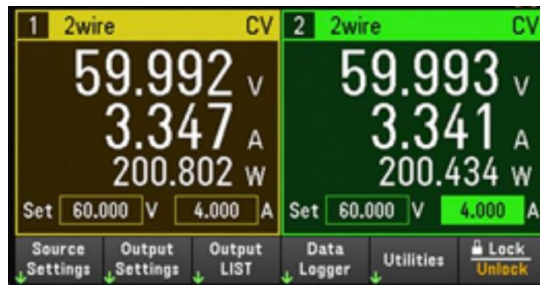 1 2wire CV
59.992 V
3.347 A
200.802 W
Set 60.000 V 4.000 A
2 2wire CV
59.993 V
3.341 A
200.434 W
Set 60.000 V 4.000 A
Source Settings
Output Settings
Output LIST
Data Logger
Utilities
Lock
Unlock